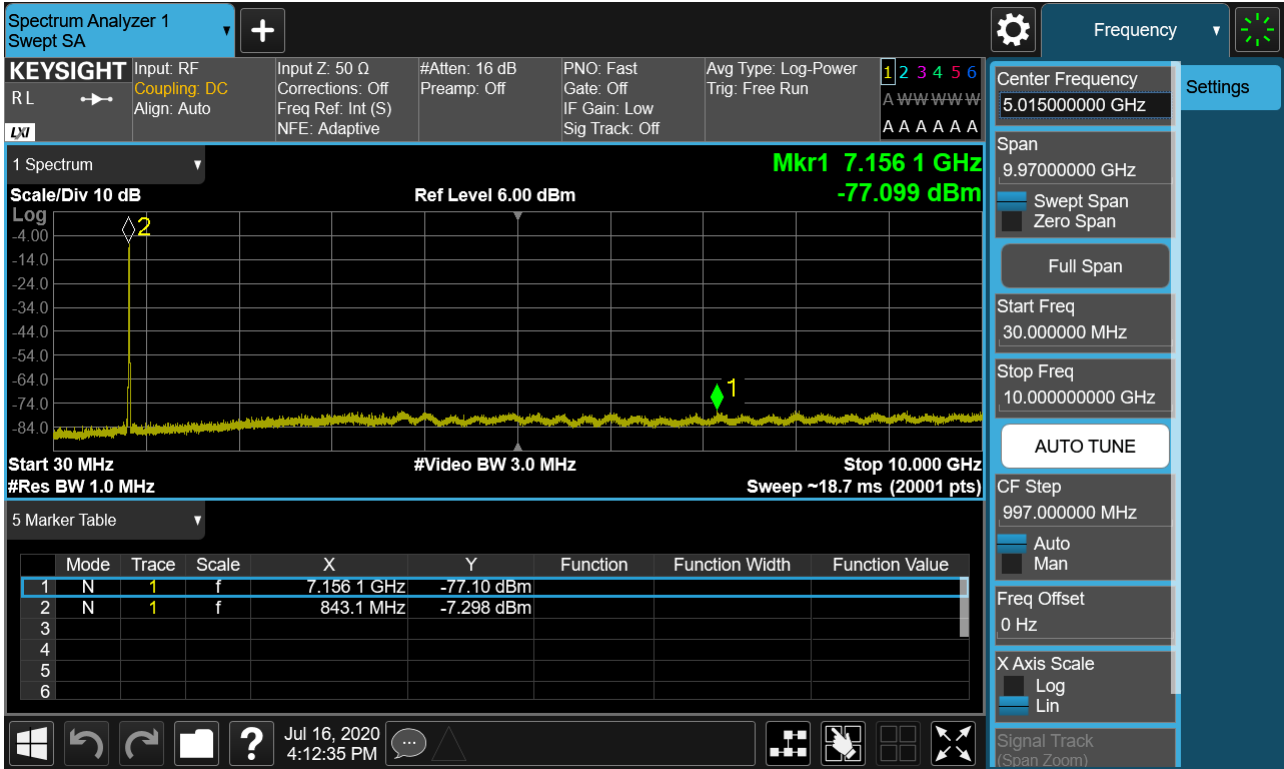 Spectrum Analyzer 1
Swept SA
+
Frequency
KEYSIGHT
R L
LXI
Input: RF
Coupling: DC
Align: Auto
Input Z: 50 Ω
Corrections: Off
Freq Ref: Int (S)
NFE: Adaptive
#Atten: 16 dB
Preamp: Off
PNO: Fast
Gate: Off
IF Gain: Low
Sig Track: Off
Avg Type: Log-Power
Trig: Free Run
1 2 3 4 5 6
A W W W W W
A A A A A A
1 Spectrum
Mkr1 7.156 1 GHz
-77.099 dBm
Scale/Div 10 dB
Ref Level 6.00 dBm
Log
-4.00
-14.0
-24.0
-34.0
-44.0
-54.0
-64.0
-74.0
-84.0
2
1
Start 30 MHz
#Video BW 3.0 MHz
Stop 10.000 GHz
#Res BW 1.0 MHz
Sweep ~18.7 ms (20001 pts)
5 Marker Table
Mode Trace Scale X Y Function Function Width Function Value
1 N 1 f 7.156 1 GHz -77.10 dBm
2 N 1 f 843.1 MHz -7.298 dBm
3
4
5
6
Center Frequency
5.015000000 GHz
Settings
Span
9.97000000 GHz
Swept Span
Zero Span
Full Span
Start Freq
30.000000 MHz
Stop Freq
10.000000000 GHz
AUTO TUNE
CF Step
997.000000 MHz
Auto
Man
Freq Offset
0 Hz
X Axis Scale
Log
Lin
Signal Track
(Span Zoom)
?
Jul 16, 2020
4:12:35 PM